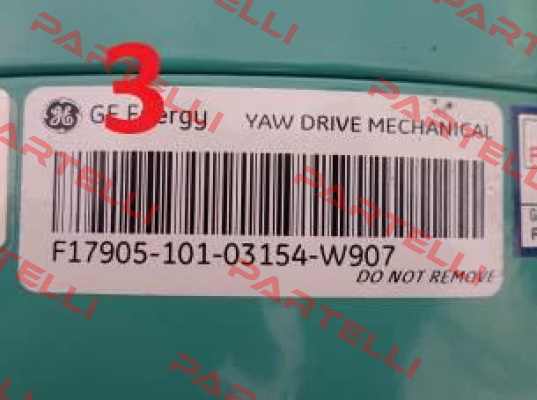 3
GE Energy YAW DRIVE MECHANICAL
F17905-101-03154-W907
DO NOT REMOVE
PARTELLI
PARTELLI
PARTELLI
PARTELLI
PARTELLI
PARTELLI